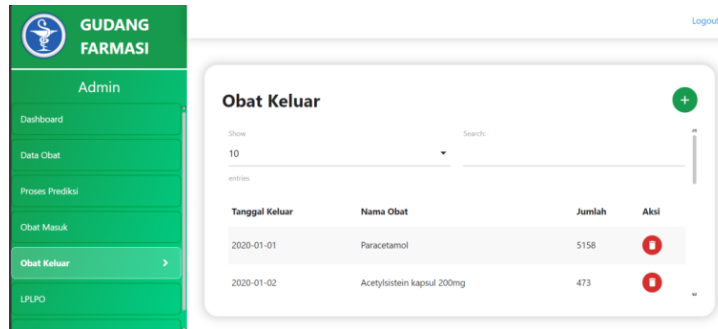 GUDANG
FARMASI
Logout
Admin
Dashboard
Data Obat
Proses Prediksi
Obat Masuk
Obat Keluar
LPLPO
Obat Keluar
Show
10
entries
Search:
Tanggal Keluar Nama Obat Jumlah Aksi
2020-01-01 Paracetamol 5158
2020-01-02 Acetylsistein kapsul 200mg 473